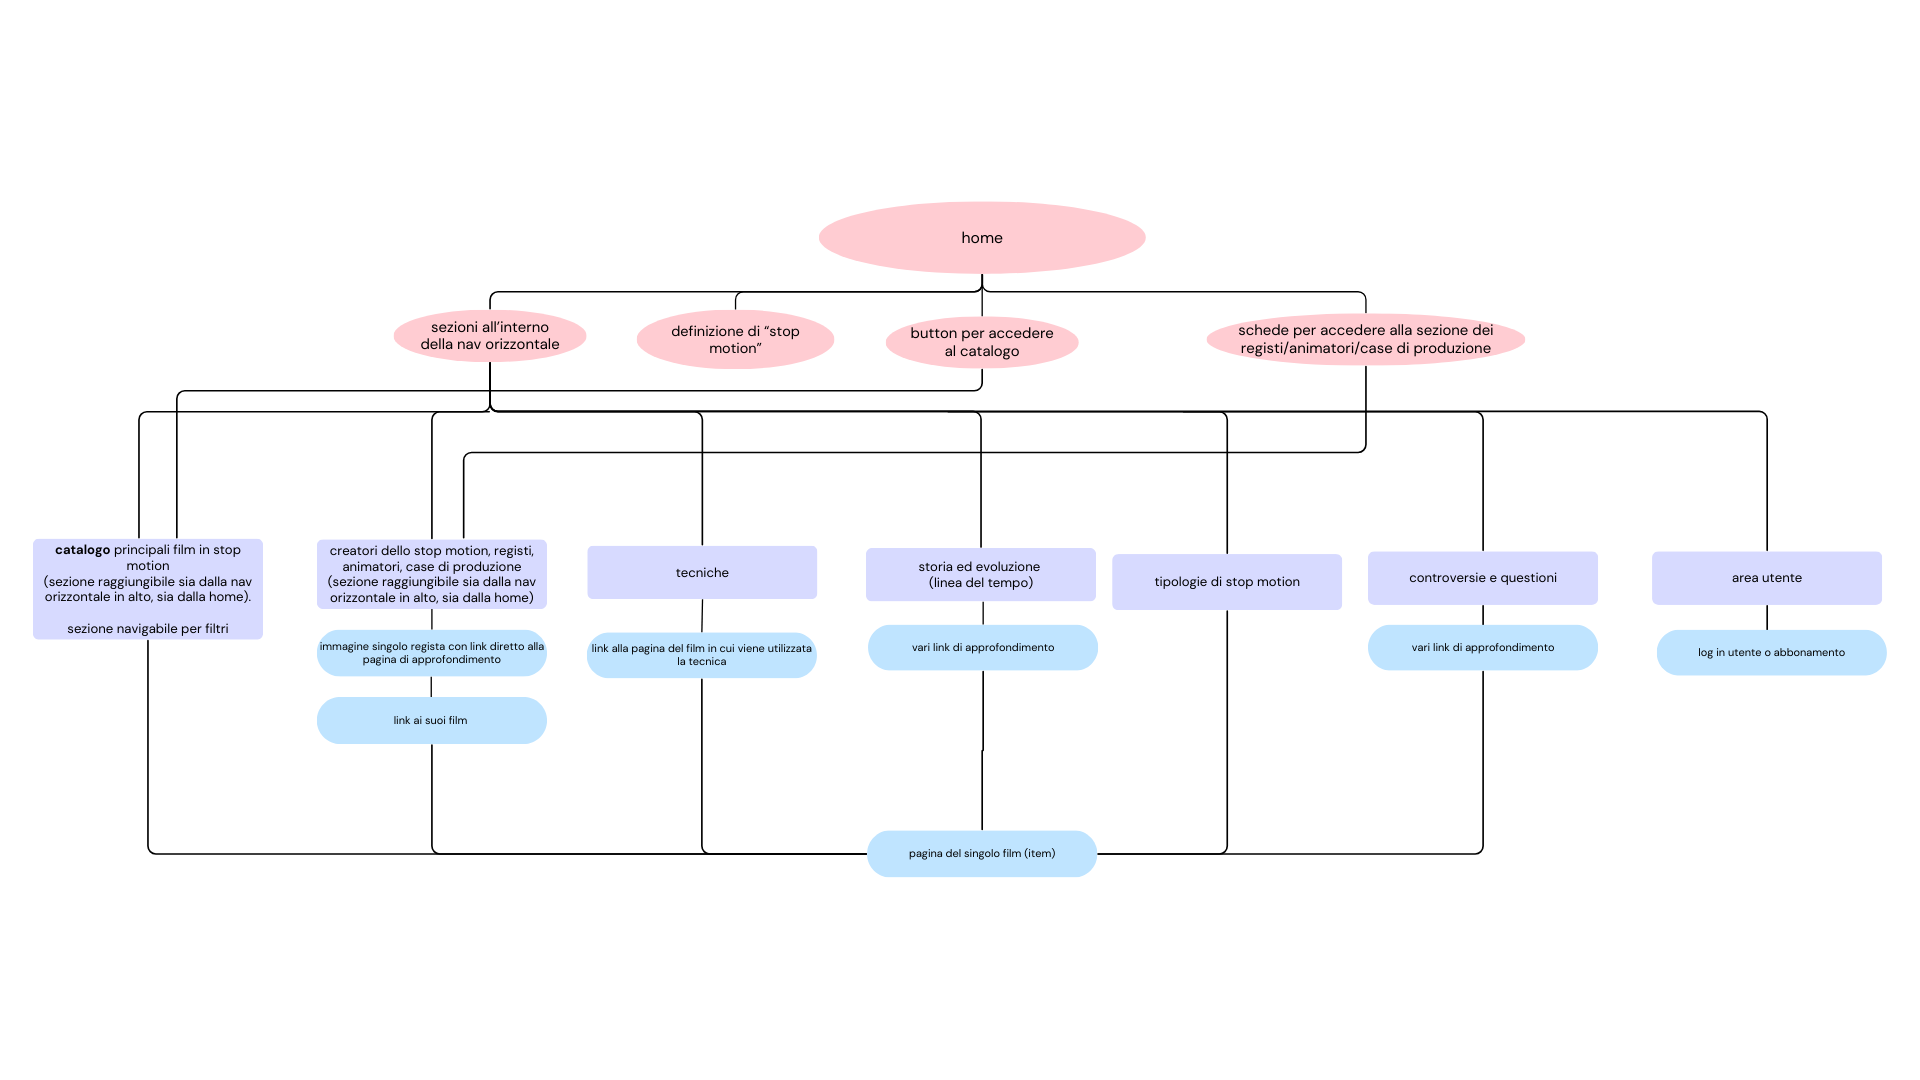 home
sezioni all’interno
della nav orizzontale
definizione di “stop
motion”
button per accedere
al catalogo
schede per accedere alla sezione dei
registi/animatori/case di produzione
catalogo principali film in stop
motion
(sezione raggiungibile sia dalla nav
orizzontale in alto, sia dalla home).
sezione navigabile per filtri
creatori dello stop motion, registi,
animatori, case di produzione
(sezione raggiungibile sia dalla nav
orizzontale in alto, sia dalla home)
tecniche
storia ed evoluzione
(linea del tempo)
tipologie di stop motion
controversie e questioni
area utente
immagine singolo regista con link diretto alla
pagina di approfondimento
link alla pagina del film in cui viene utilizzata
la tecnica
vari link di approfondimento
vari link di approfondimento
log in utente o abbonamento
link ai suoi film
pagina del singolo film (item)